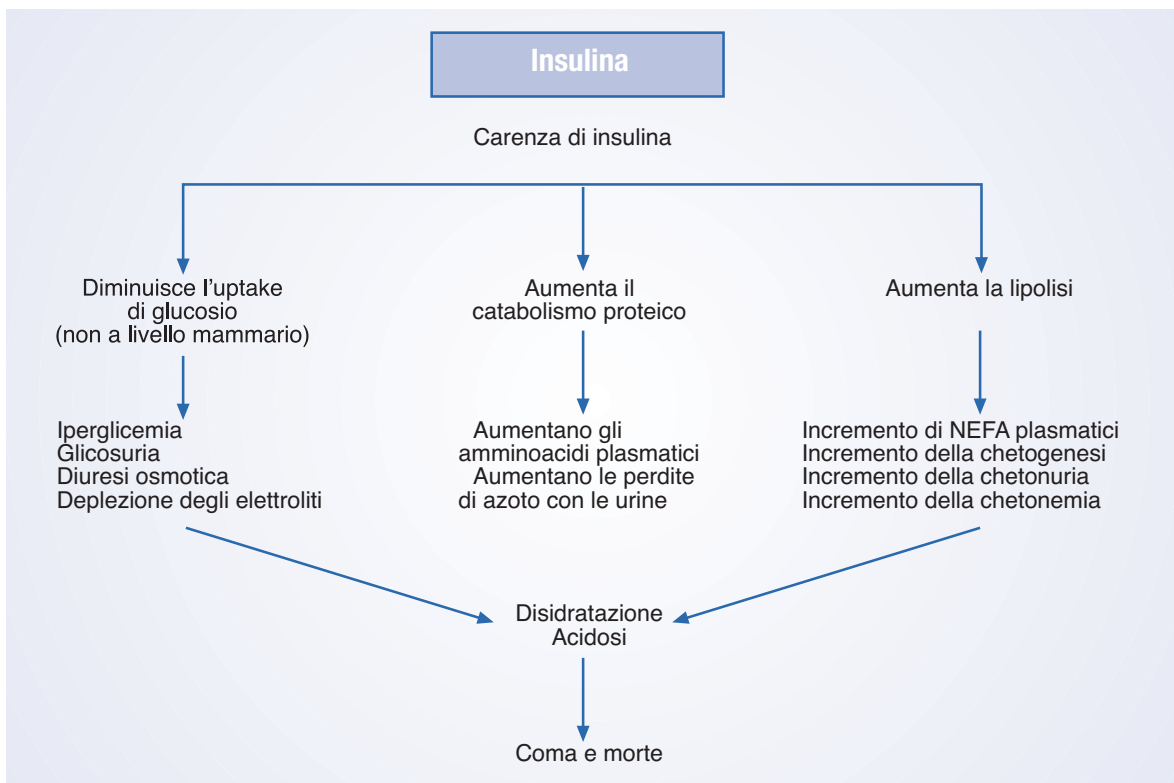 Insulina
Carenza di insulina
Diminuisce l'uptake
di glucosio
(non a livello mammario)
Aumenta il
catabolismo proteico
Aumenta la lipolisi
Iperglicemia
Glicosuria
Diuresi osmotica
Deplezione degli elettroliti
Aumentano gli
amminoacidi plasmatici
Aumentano le perdite
di azoto con le urine
Incremento di NEFA plasmatici
Incremento della chetogenesi
Incremento della chetonuria
Incremento della chetonemia
Disidratazione
Acidosi
Coma e morte